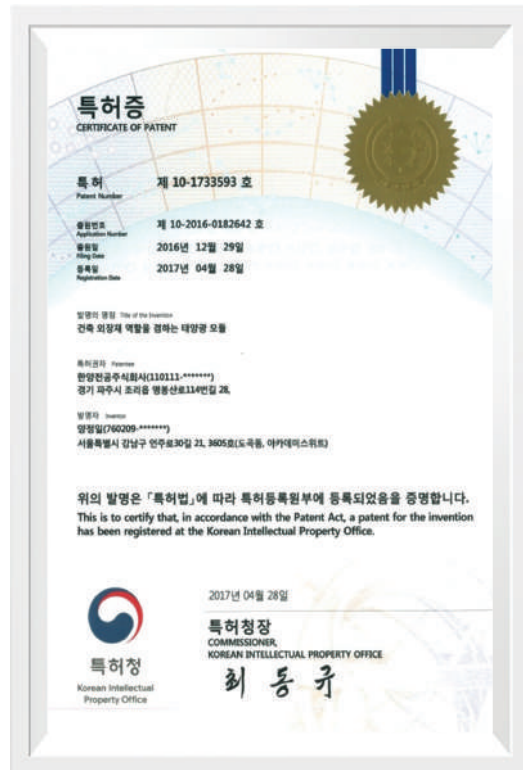 특허증
CERTIFICATE OF PATENT
특 허 제 10-1733593 호
Patent Number
출원번호 제 10-2016-0182642 호
Application Number
출원일 2016년 12월 29일
Filing Date
등록일 2017년 04월 28일
Registration Date
발명의 명칭 Title of the Invention
건축 외장재 역할을 겸하는 태양광 모듈
특허권자 Patentee
한양전공주식회사(110111-*******)
경기 파주시 조리읍 명봉산로114번길 28,
발명자 Inventor
양정일(760209-*******)
서울특별시 강남구 언주로30길 21, 3605호(도곡동, 아카데미스위트)
위의 발명은 「특허법」에 따라 특허등록원부에 등록되었음을 증명합니다.
This is to certify that, in accordance with the Patent Act, a patent for the invention
has been registered at the Korean Intellectual Property Office.
2017년 04월 28일
특허청장
COMMISSIONER,
KOREAN INTELLECTUAL PROPERTY OFFICE
최동규
특허청
Korean Intellectual
Property Office